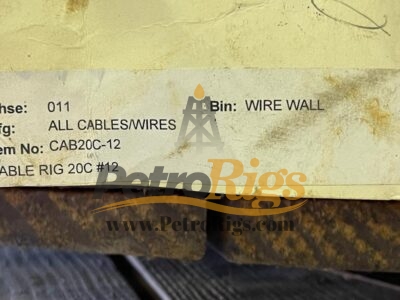 hse: 011 Bin: WIRE WALL
fg: ALL CABLES/WIRES
em No: CAB20C-12
ABLE RIG 20C #12
PetroRigs
www.PetroRigs.com